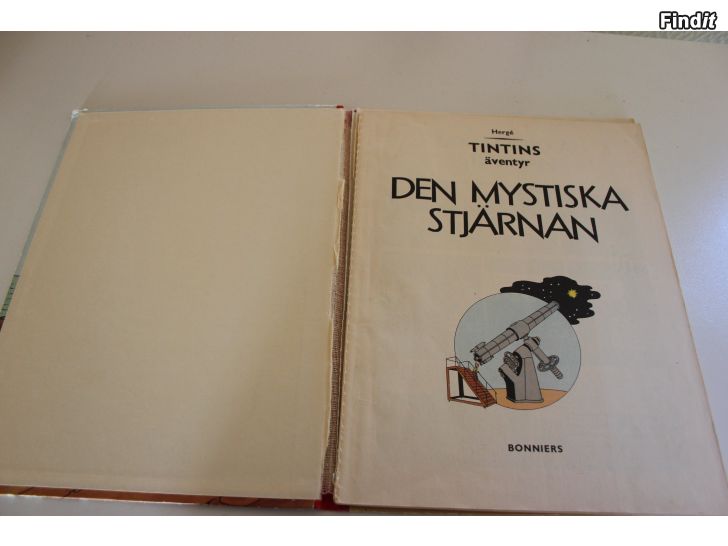 Findit
Hergé
TINTINS
äventyr
DEN MYSTISKA
STJÄRNAN
BONNIERS